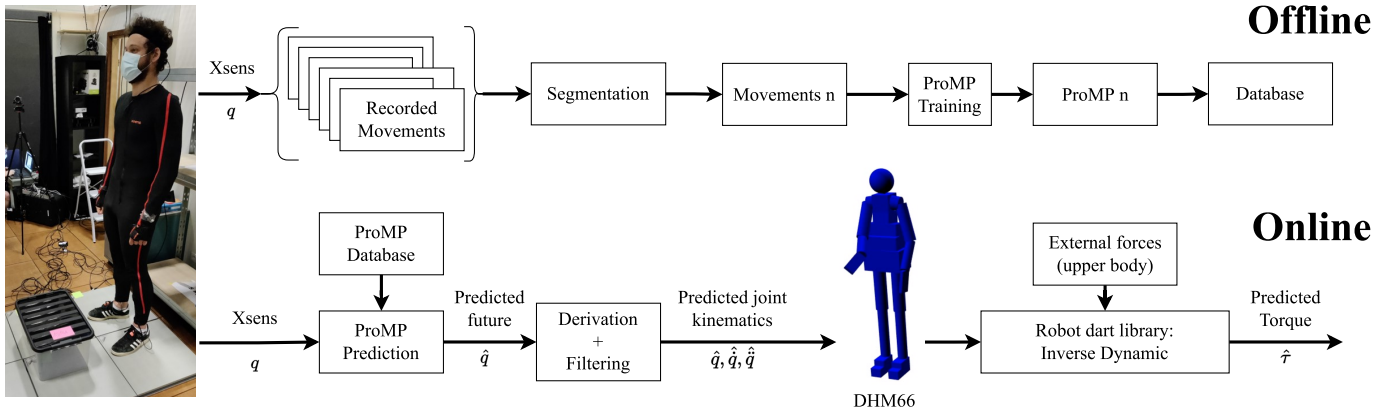 Offline
Xsens
q
Recorded
Movements
Segmentation
Movements n
ProMP
Training
ProMP n
Database
Online
ProMP
Database
Xsens
q
ProMP
Prediction
Predicted
future
q̂
Derivation
+
Filtering
Predicted joint
kinematics
q̂, q̇̂, q̈̂
DHM66
External forces
(upper body)
Robot dart library:
Inverse Dynamic
Predicted
Torque
τ̂